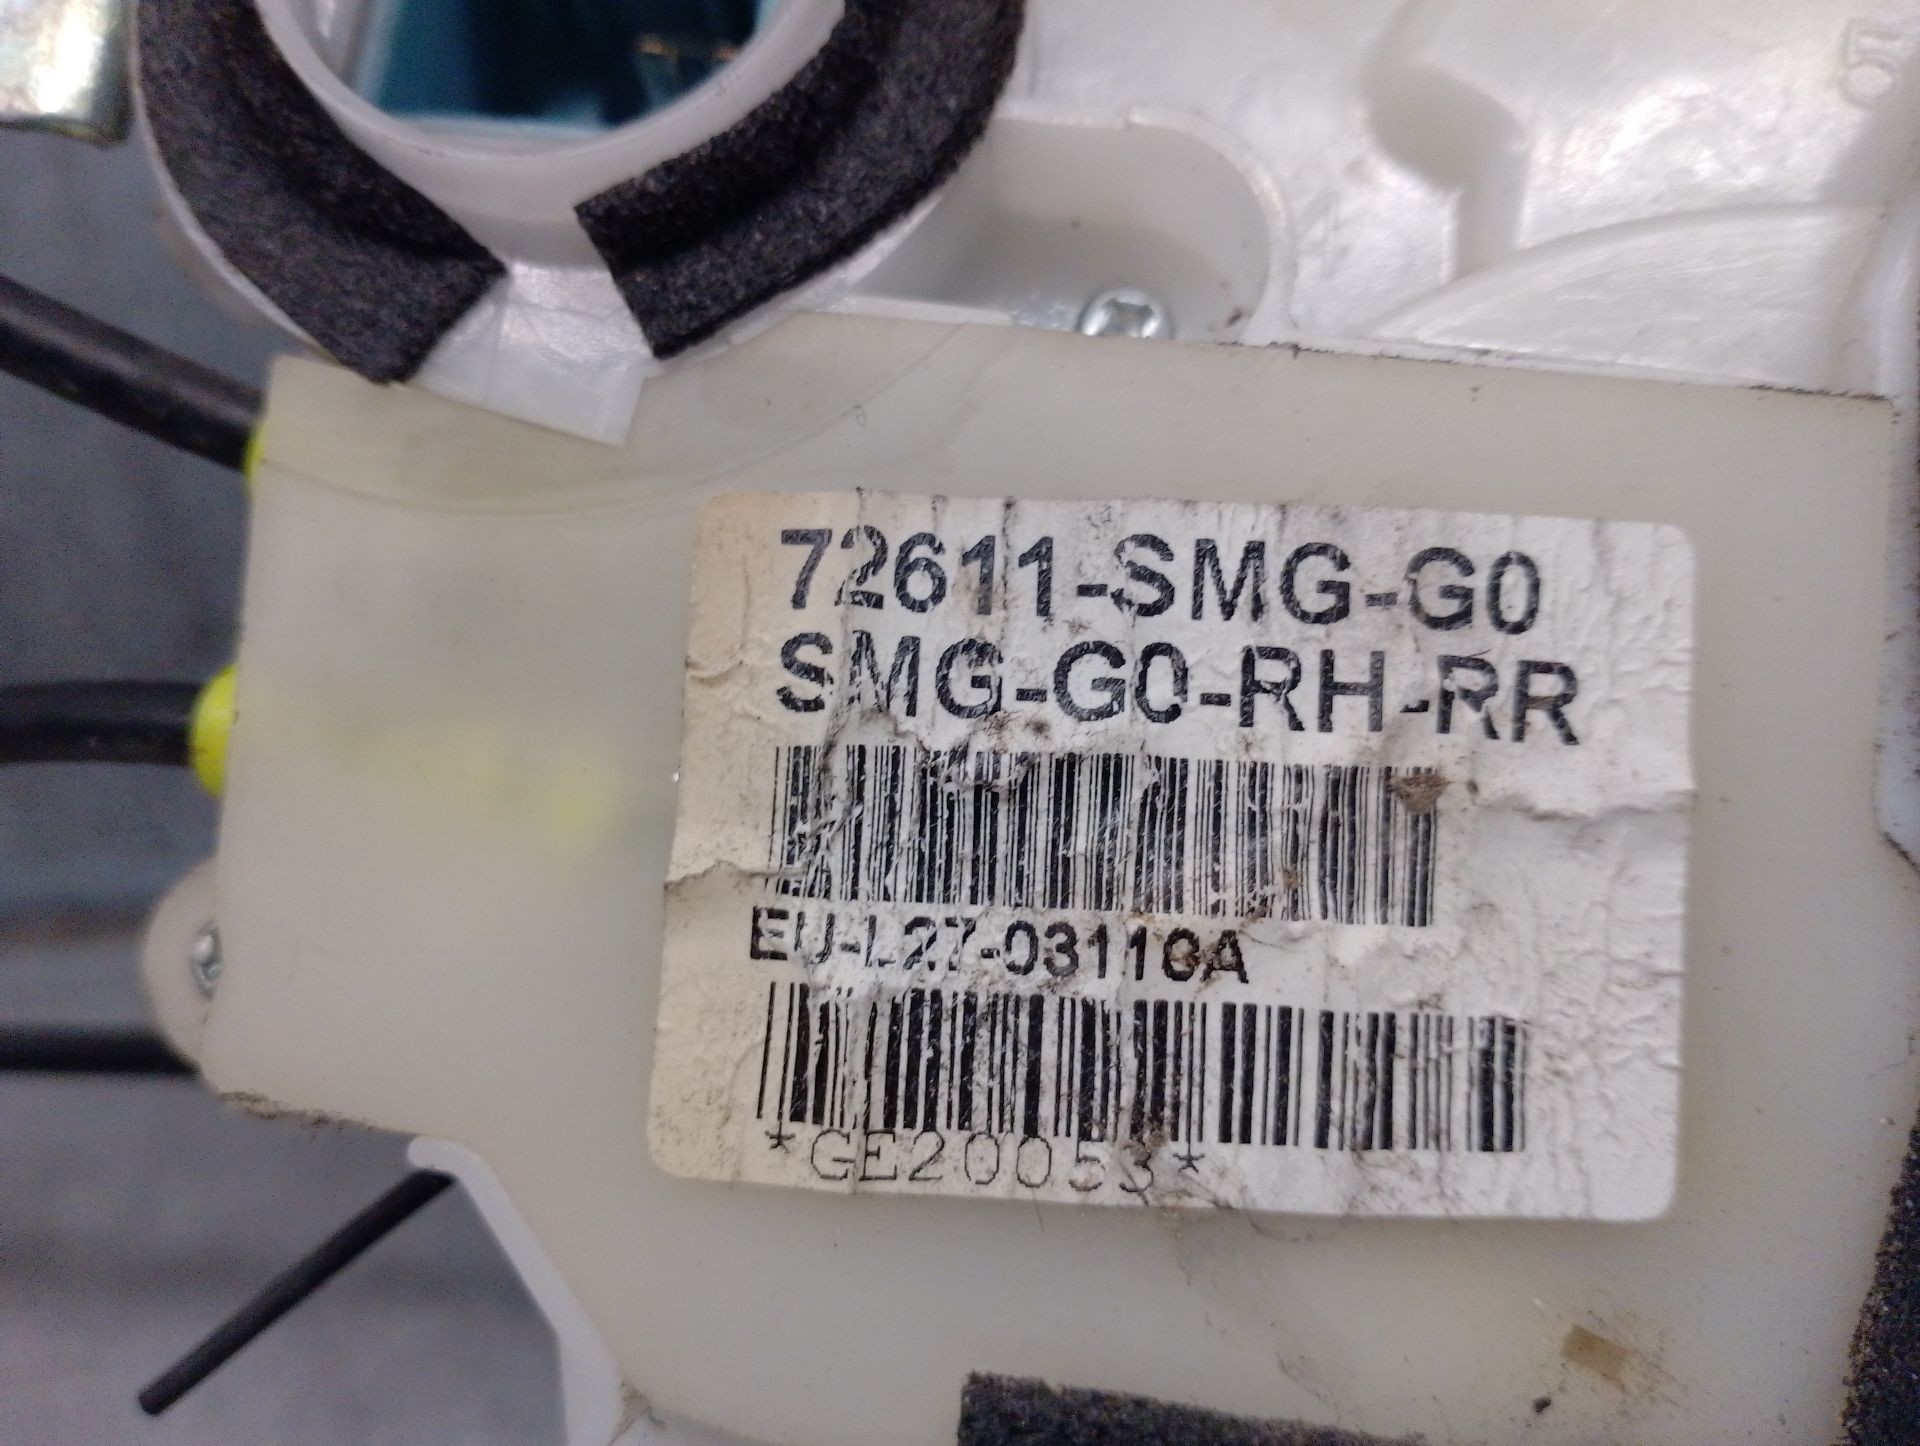 72611-SMG-G0
SMG-G0-RH-RR
EU-L27-03110A
*GE20053*